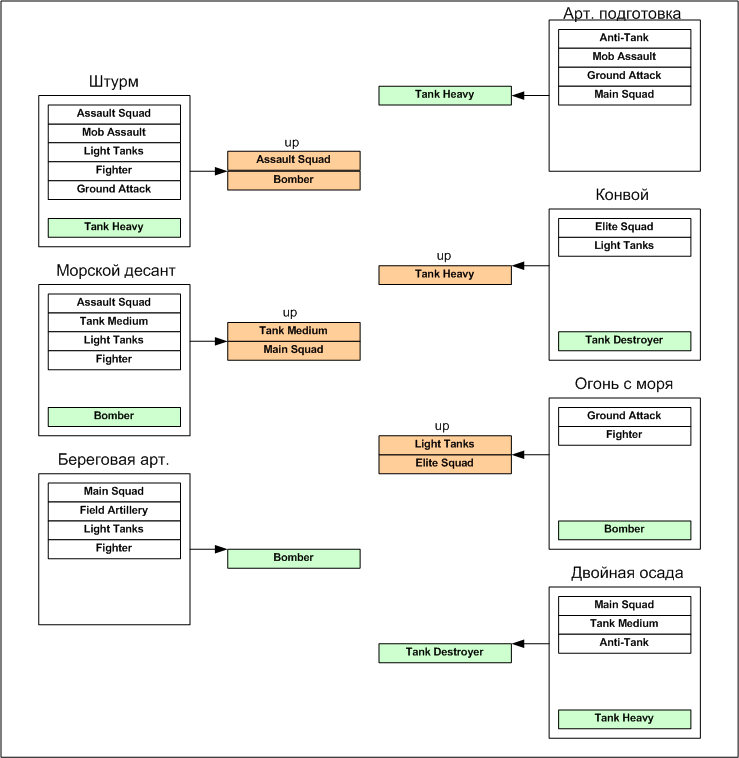 Штурм
Assault Squad
Mob Assault
Light Tanks
Fighter
Ground Attack
Tank Heavy
up
Assault Squad
Bomber
Морской десант
Assault Squad
Tank Medium
Light Tanks
Fighter
Bomber
up
Tank Medium
Main Squad
Береговая арт.
Main Squad
Field Artillery
Light Tanks
Fighter
Bomber
Арт. подготовка
Anti-Tank
Mob Assault
Ground Attack
Main Squad
Tank Heavy
Конвой
Elite Squad
Light Tanks
Tank Destroyer
up
Tank Heavy
Огонь с моря
Ground Attack
Fighter
Bomber
up
Light Tanks
Elite Squad
Двойная осада
Main Squad
Tank Medium
Anti-Tank
Tank Heavy
Tank Destroyer